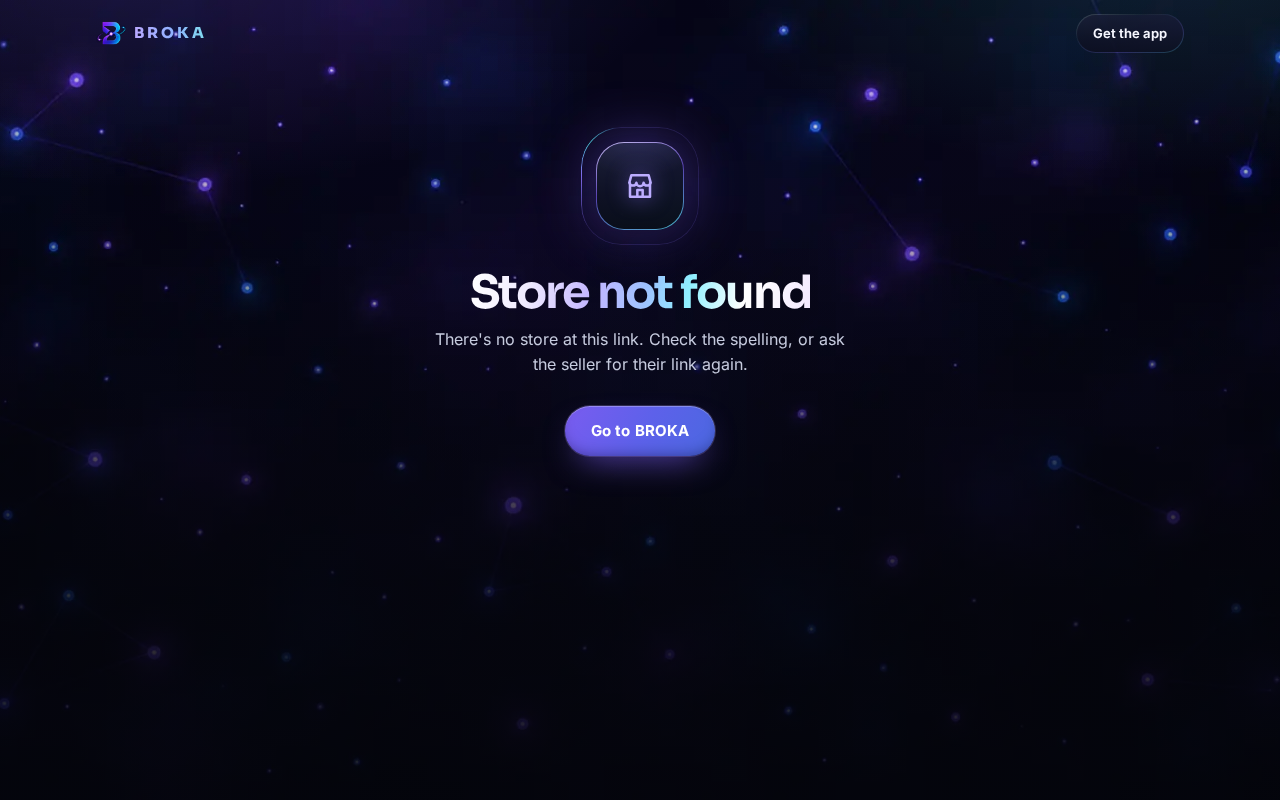 BROKA
Get the app
Store not found
There's no store at this link. Check the spelling, or ask
the seller for their link again.
Go to BROKA